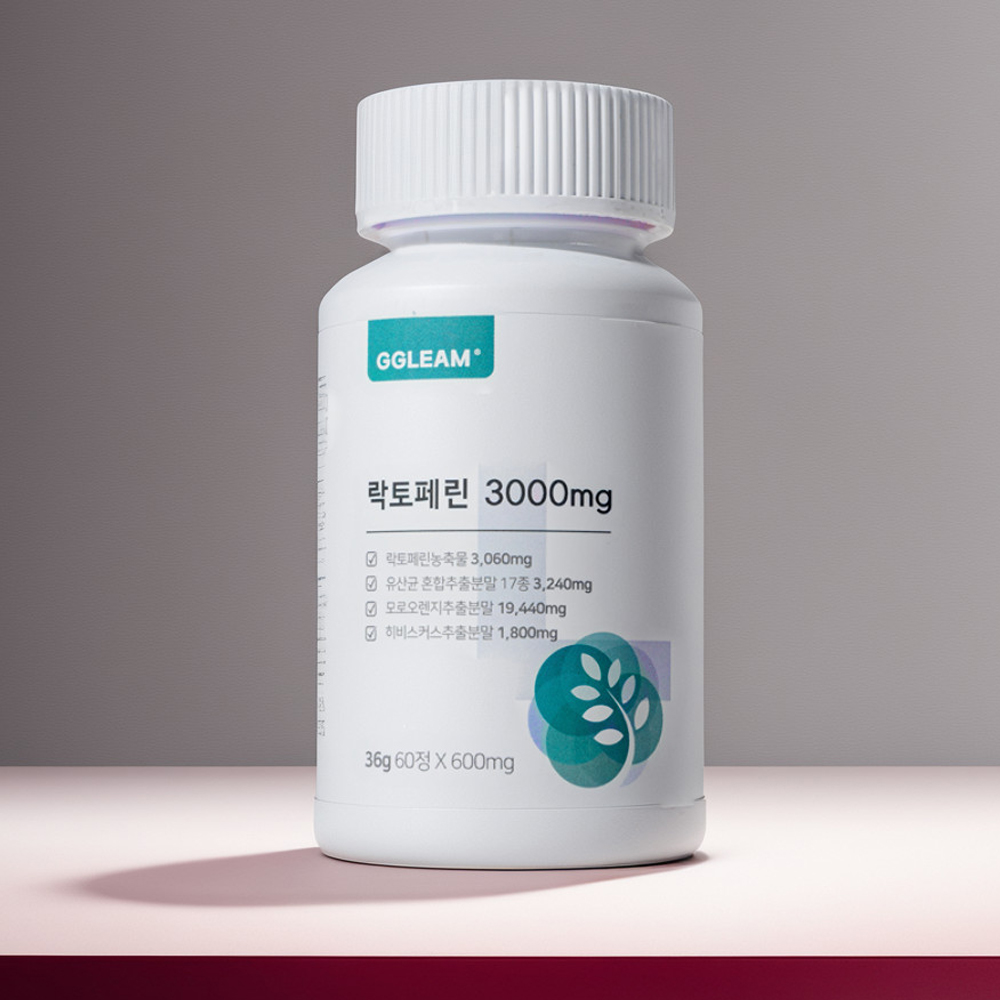 GGLEAM®
락토페린 3000mg
☑ 락토페린농축물 3,060mg
☑ 유산균 혼합추출분말 17종 3,240mg
☑ 모로오렌지추출분말 19,440mg
☑ 히비스커스추출분말 1,800mg
36g 60정 X 600mg